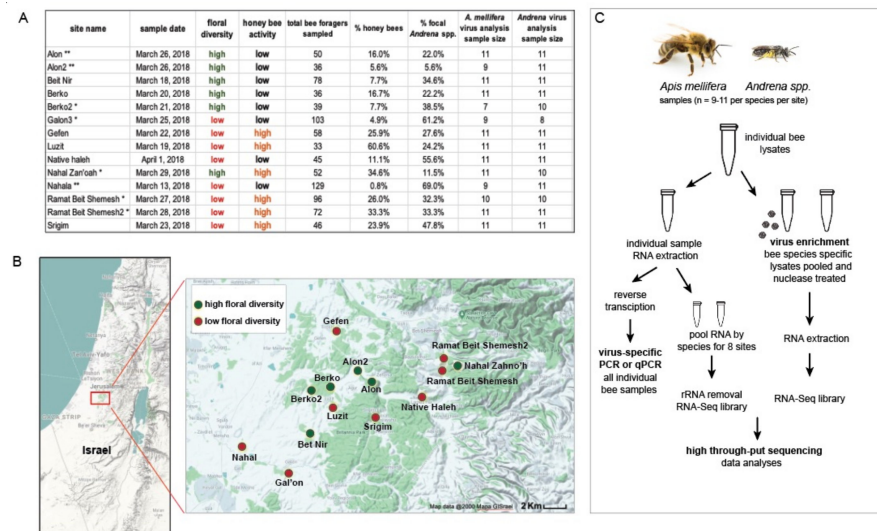 A
site name sample date floral diversity honey bee activity total bee foragers sampled % honey bees % focal Andrena spp. A. mellifera virus analysis sample size Andrena virus analysis sample size
Alon ** March 26, 2018 high low 50 16.0% 22.0% 11 11
Alon2 ** March 26, 2018 high low 36 5.6% 5.6% 9 11
Beit Nir March 18, 2018 high low 78 7.7% 34.6% 11 11
Berko March 20, 2018 high low 36 16.7% 22.2% 11 11
Berko2 * March 21, 2018 high low 39 7.7% 38.5% 7 10
Galon3 * March 25, 2018 low low 103 4.9% 61.2% 9 8
Gefen March 22, 2018 low high 58 25.9% 27.6% 11 11
Luzit March 19, 2018 low high 33 60.6% 24.2% 11 11
Native haleh April 1, 2018 low low 45 11.1% 55.6% 11 11
Nahal Zan'oah * March 29, 2018 high high 52 34.6% 11.5% 11 10
Nahala ** March 13, 2018 low low 129 0.8% 69.0% 9 11
Ramat Beit Shemesh * March 27, 2018 low high 96 26.0% 32.3% 10 10
Ramat Beit Shemesh2 * March 28, 2018 low high 72 33.3% 33.3% 11 11
Srigim March 23, 2018 low high 46 23.9% 47.8% 11 11
B
Jerusalem
STRIP
Israel
high floral diversity
low floral diversity
Gefen
Ramat Beit Shemesh2
Alon2
Nahal Zahno'h
Berko
Alon
Ramat Beit Shemesh
Berko2
Luzit
Native Haleh
Srigim
Bet Nir
Nahal
Gal'on
Map data @2009 Mapa GISrael
2 Km
C
Apis mellifera
Andrena spp.
samples (n = 9-11 per species per site)
individual bee
lysates
individual sample
RNA extraction
virus enrichment
bee species specific
lysates pooled and
nuclease treated
reverse
transciption
pool RNA by
species for 8 sites
RNA extraction
virus-specific
PCR or qPCR
all individual
bee samples
rRNA removal
RNA-Seq library
RNA-Seq library
high through-put sequencing
data analyses